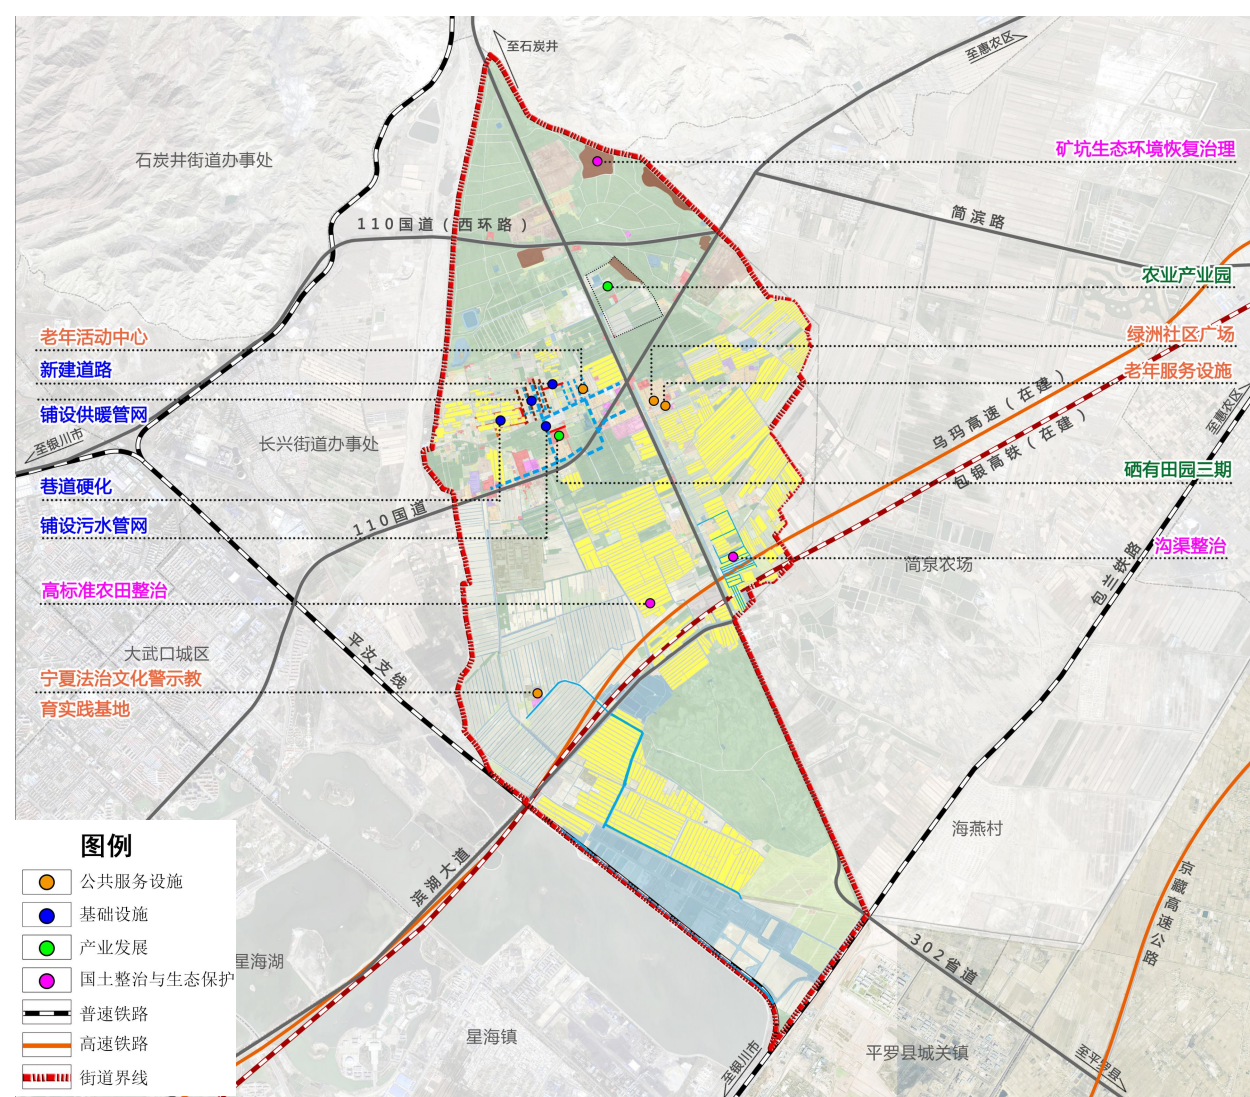 至石炭井
至惠农区
石炭井街道办事处
矿坑生态环境恢复治理
简滨路
110国道(西环路)
农业产业园
老年活动中心
绿洲社区广场
新建道路
老年服务设施
铺设供暖管网
乌玛高速(在建)
至惠农区
至银川市
长兴街道办事处
包银高铁(在建)
硒有田园三期
巷道硬化
110国道
铺设污水管网
沟渠整治
简泉农场
包兰铁路
高标准农田整治
大武口城区
平汝支线
宁夏法治文化警示教
育实践基地
海燕村
滨湖大道
京藏高速公路
302省道
星海湖
星海镇
至银川市
平罗县城关镇
至平罗县
图例
公共服务设施
基础设施
产业发展
国土整治与生态保护
普速铁路
高速铁路
街道界线